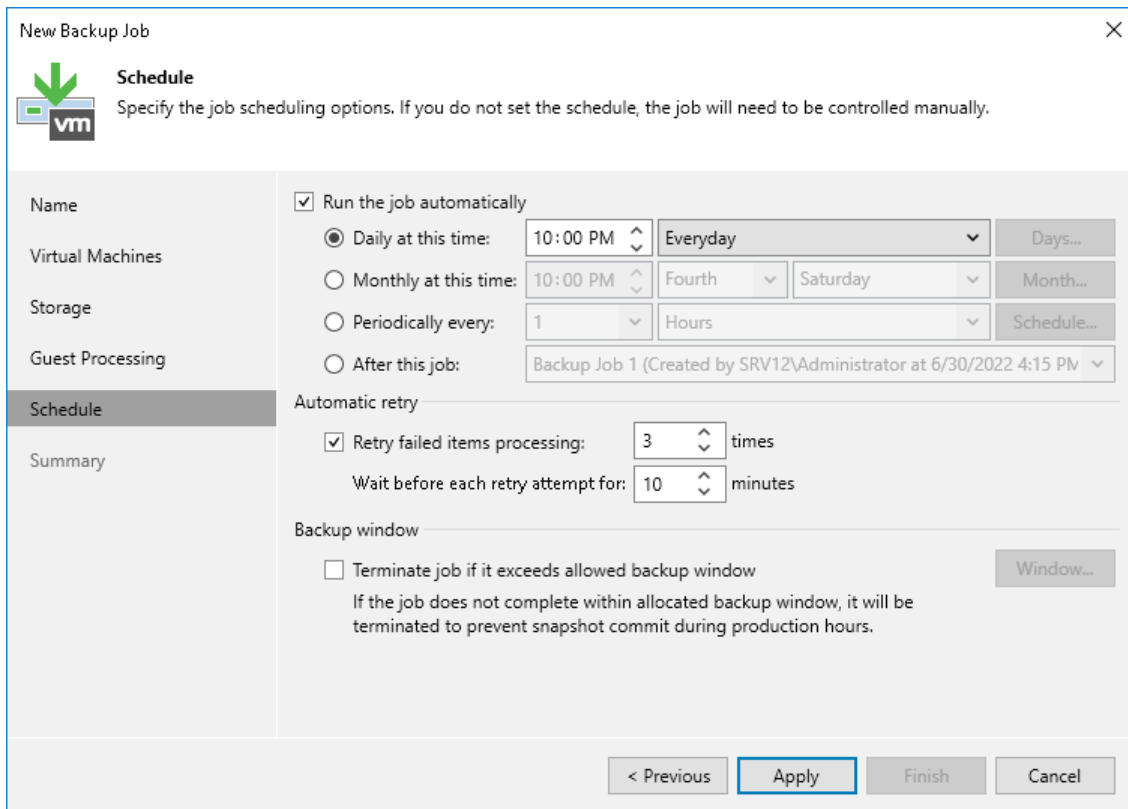 New Backup Job
Schedule
Specify the job scheduling options. If you do not set the schedule, the job will need to be controlled manually.
vm
Name
Virtual Machines
Storage
Guest Processing
Schedule
Summary
Run the job automatically
Daily at this time: 10:00 PM Everyday Days...
Monthly at this time: 10:00 PM Fourth Saturday Month...
Periodically every: 1 Hours Schedule...
After this job: Backup Job 1 (Created by SRV12\Administrator at 6/30/2022 4:15 PM
Automatic retry
Retry failed items processing: 3 times
Wait before each retry attempt for: 10 minutes
Backup window
Terminate job if it exceeds allowed backup window Window...
If the job does not complete within allocated backup window, it will be
terminated to prevent snapshot commit during production hours.
< Previous Apply Finish Cancel